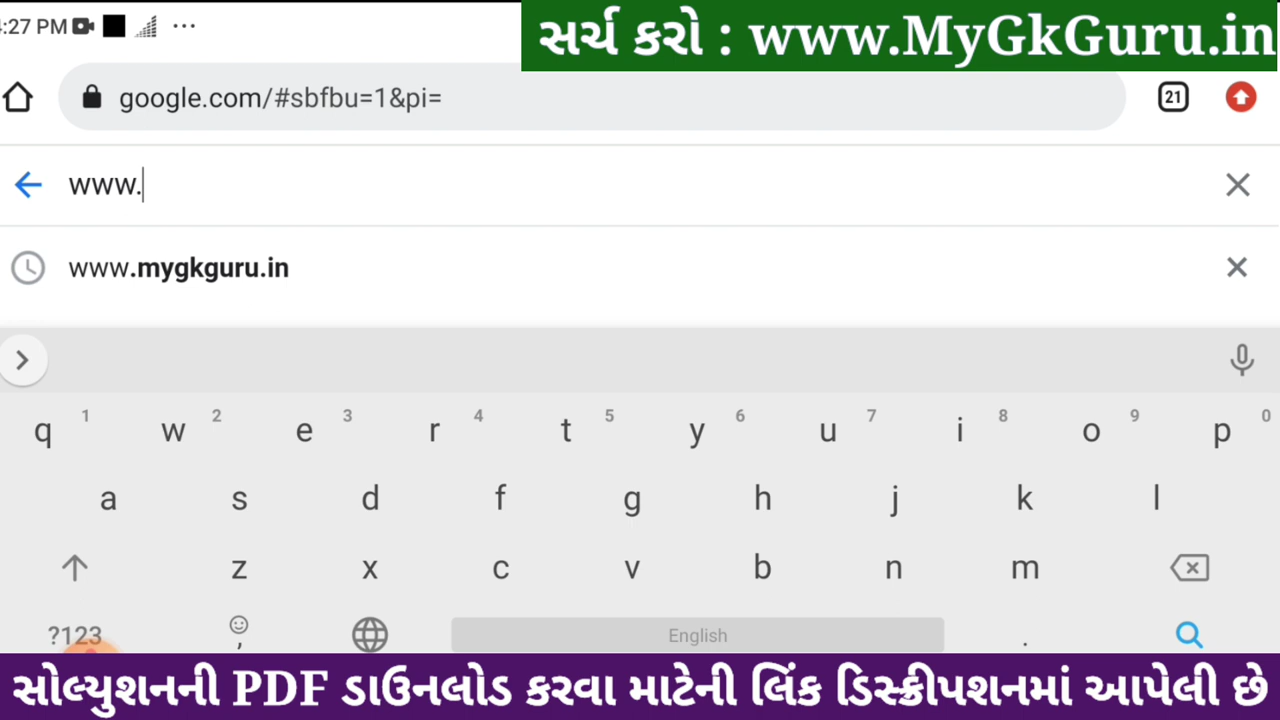 :27 PM ...
સર્ચ કરો : www.MyGkGuru.in
google.com/#sbfbu=1&pi=
21
www.
www.mygkguru.in
q 1 w 2 e 3 r 4 t 5 y 6 u 7 i 8 o 9 p 0
a s d f g h j k l
z x c v b n m
?123 , English .
સોલ્યુશનની PDF ડાઉનલોડ કરવા માટેની લિંક ડિસ્ક્રીપશનમાં આપેલી છે